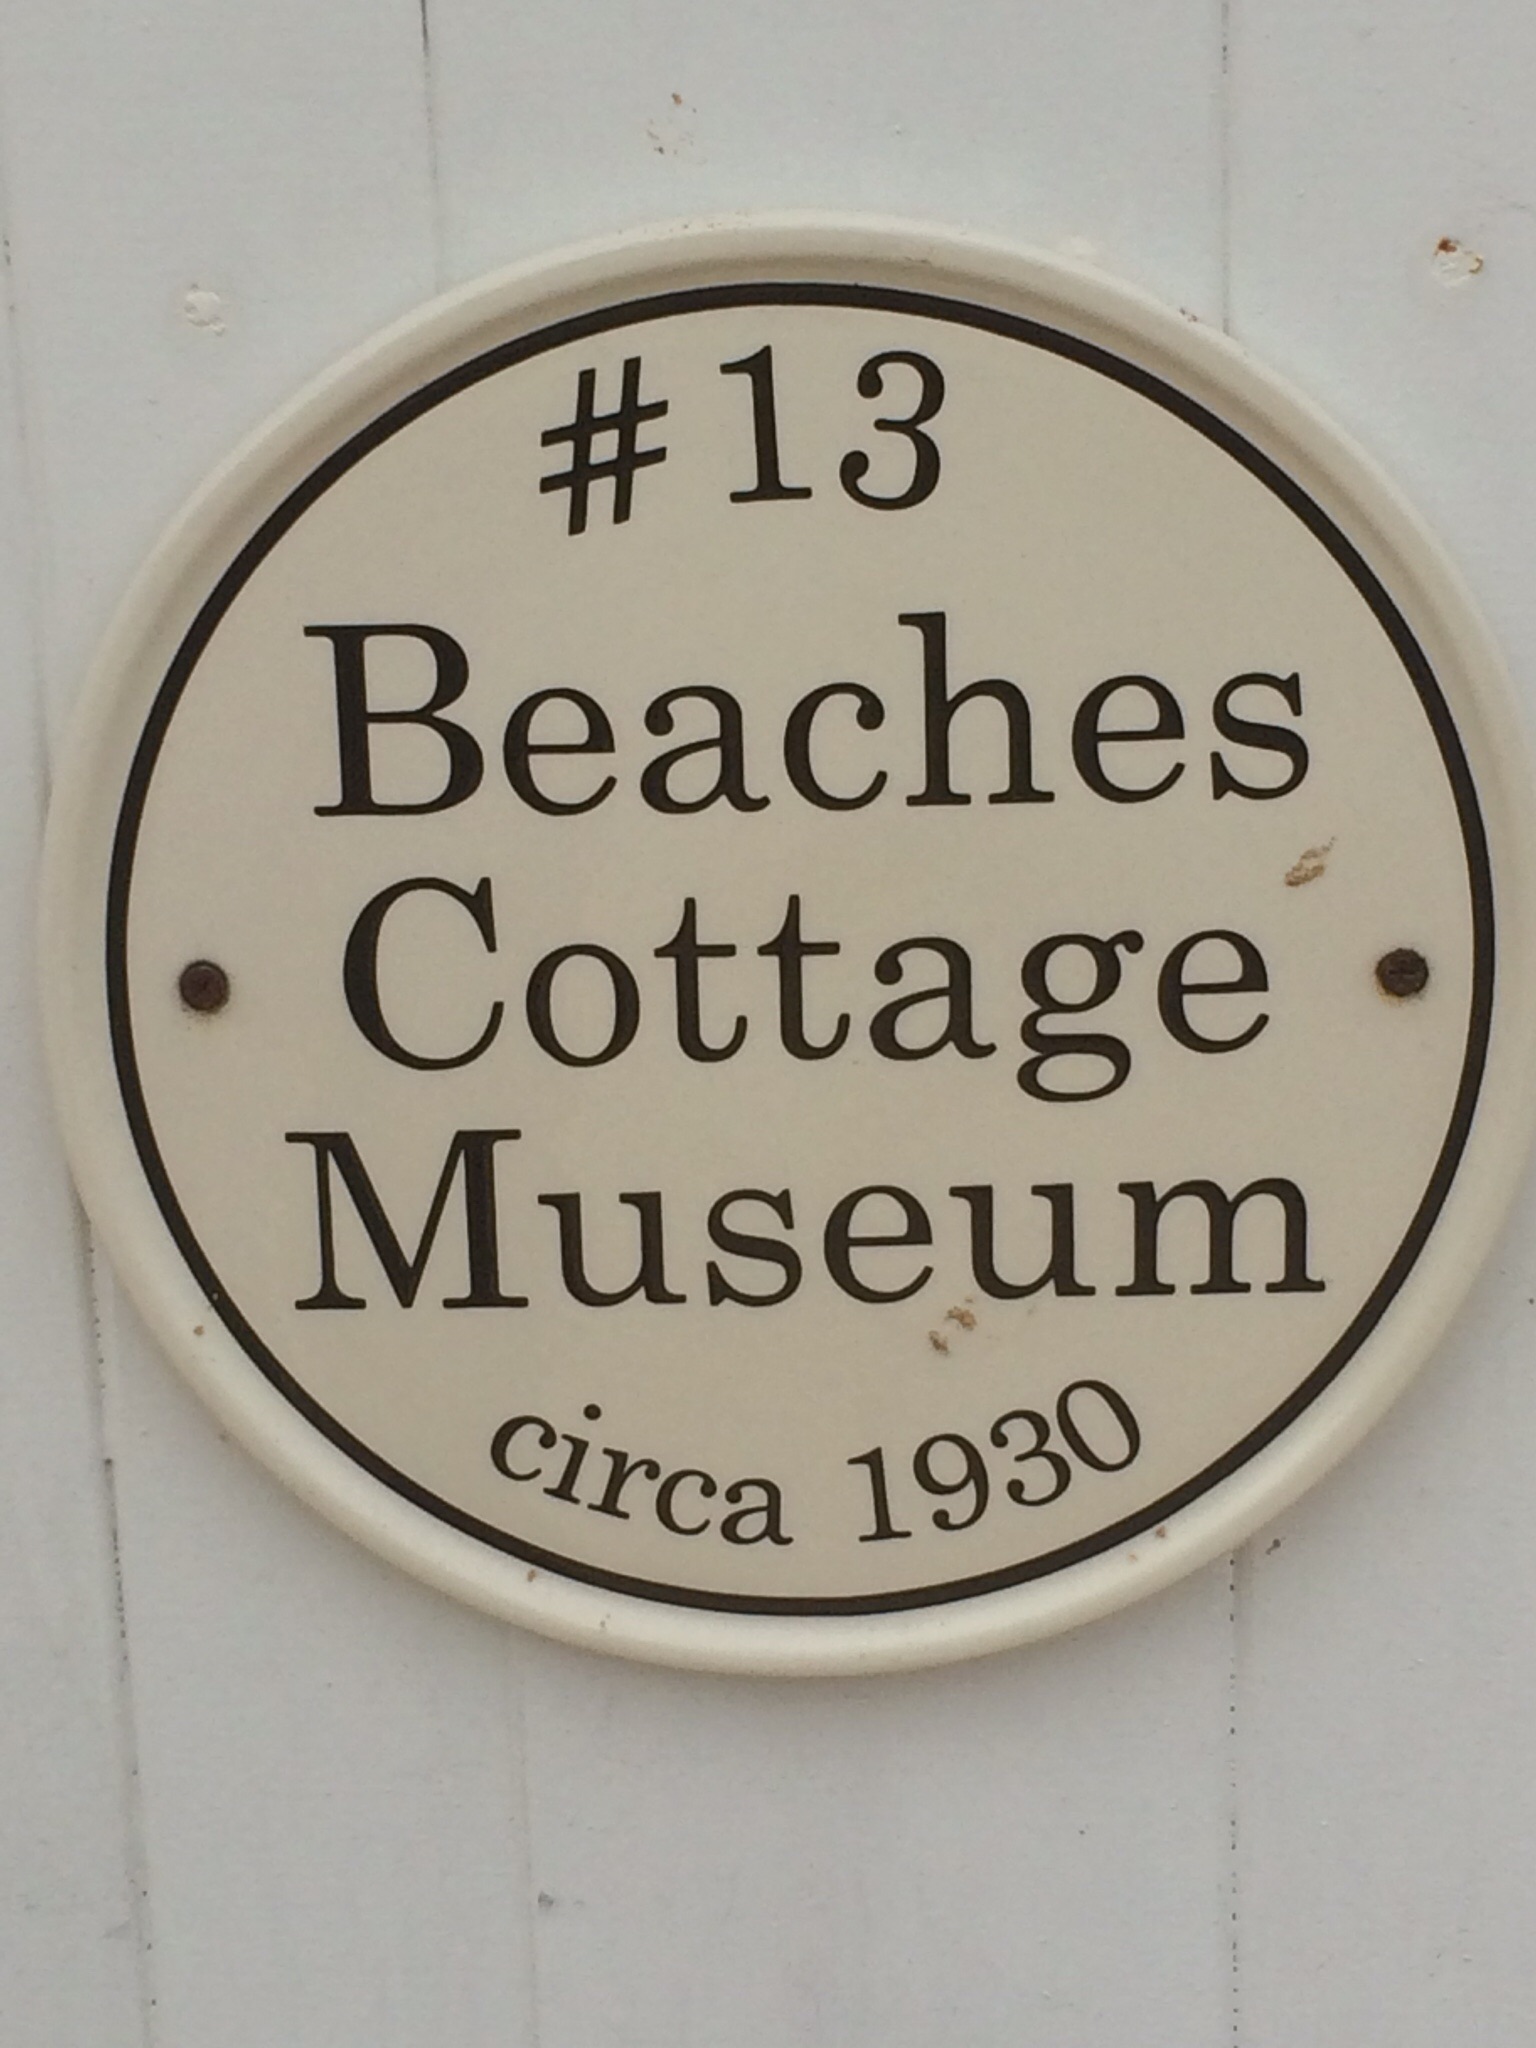 #13
Beaches
Cottage
Museum
circa 1930